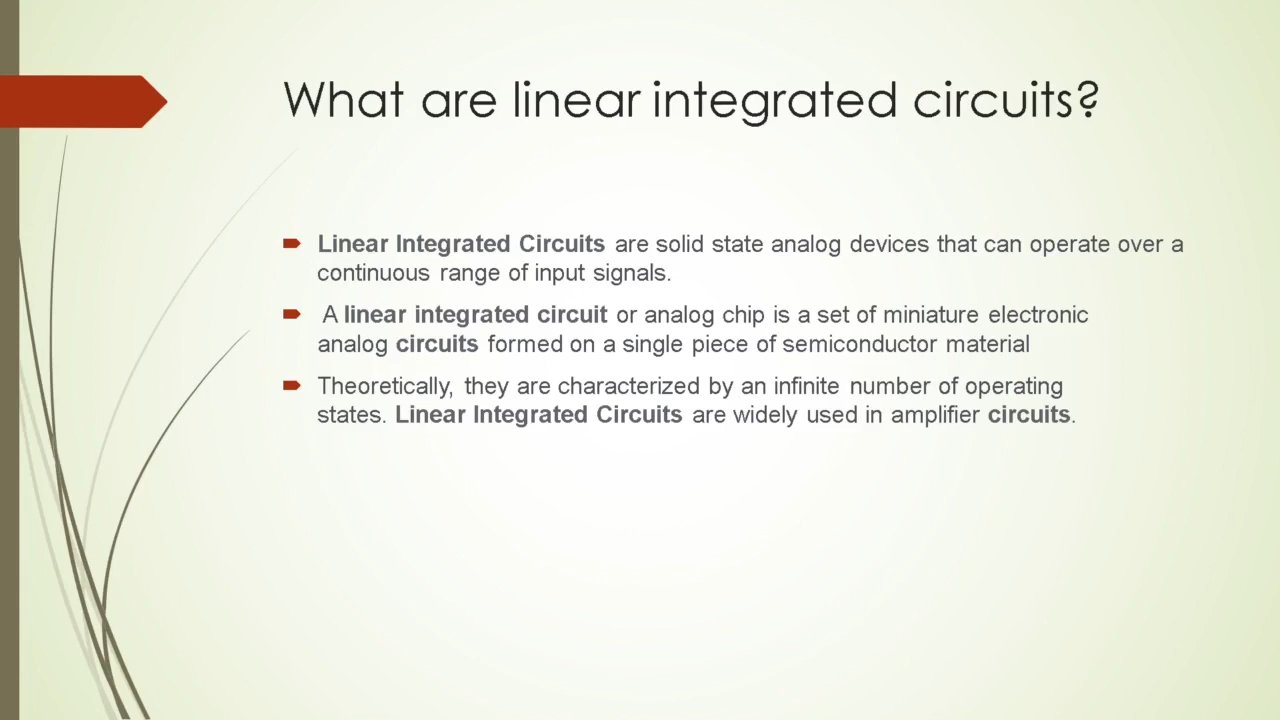 What are linear integrated circuits?
Linear Integrated Circuits are solid state analog devices that can operate over a
continuous range of input signals.
A linear integrated circuit or analog chip is a set of miniature electronic
analog circuits formed on a single piece of semiconductor material
Theoretically, they are characterized by an infinite number of operating
states. Linear Integrated Circuits are widely used in amplifier circuits.